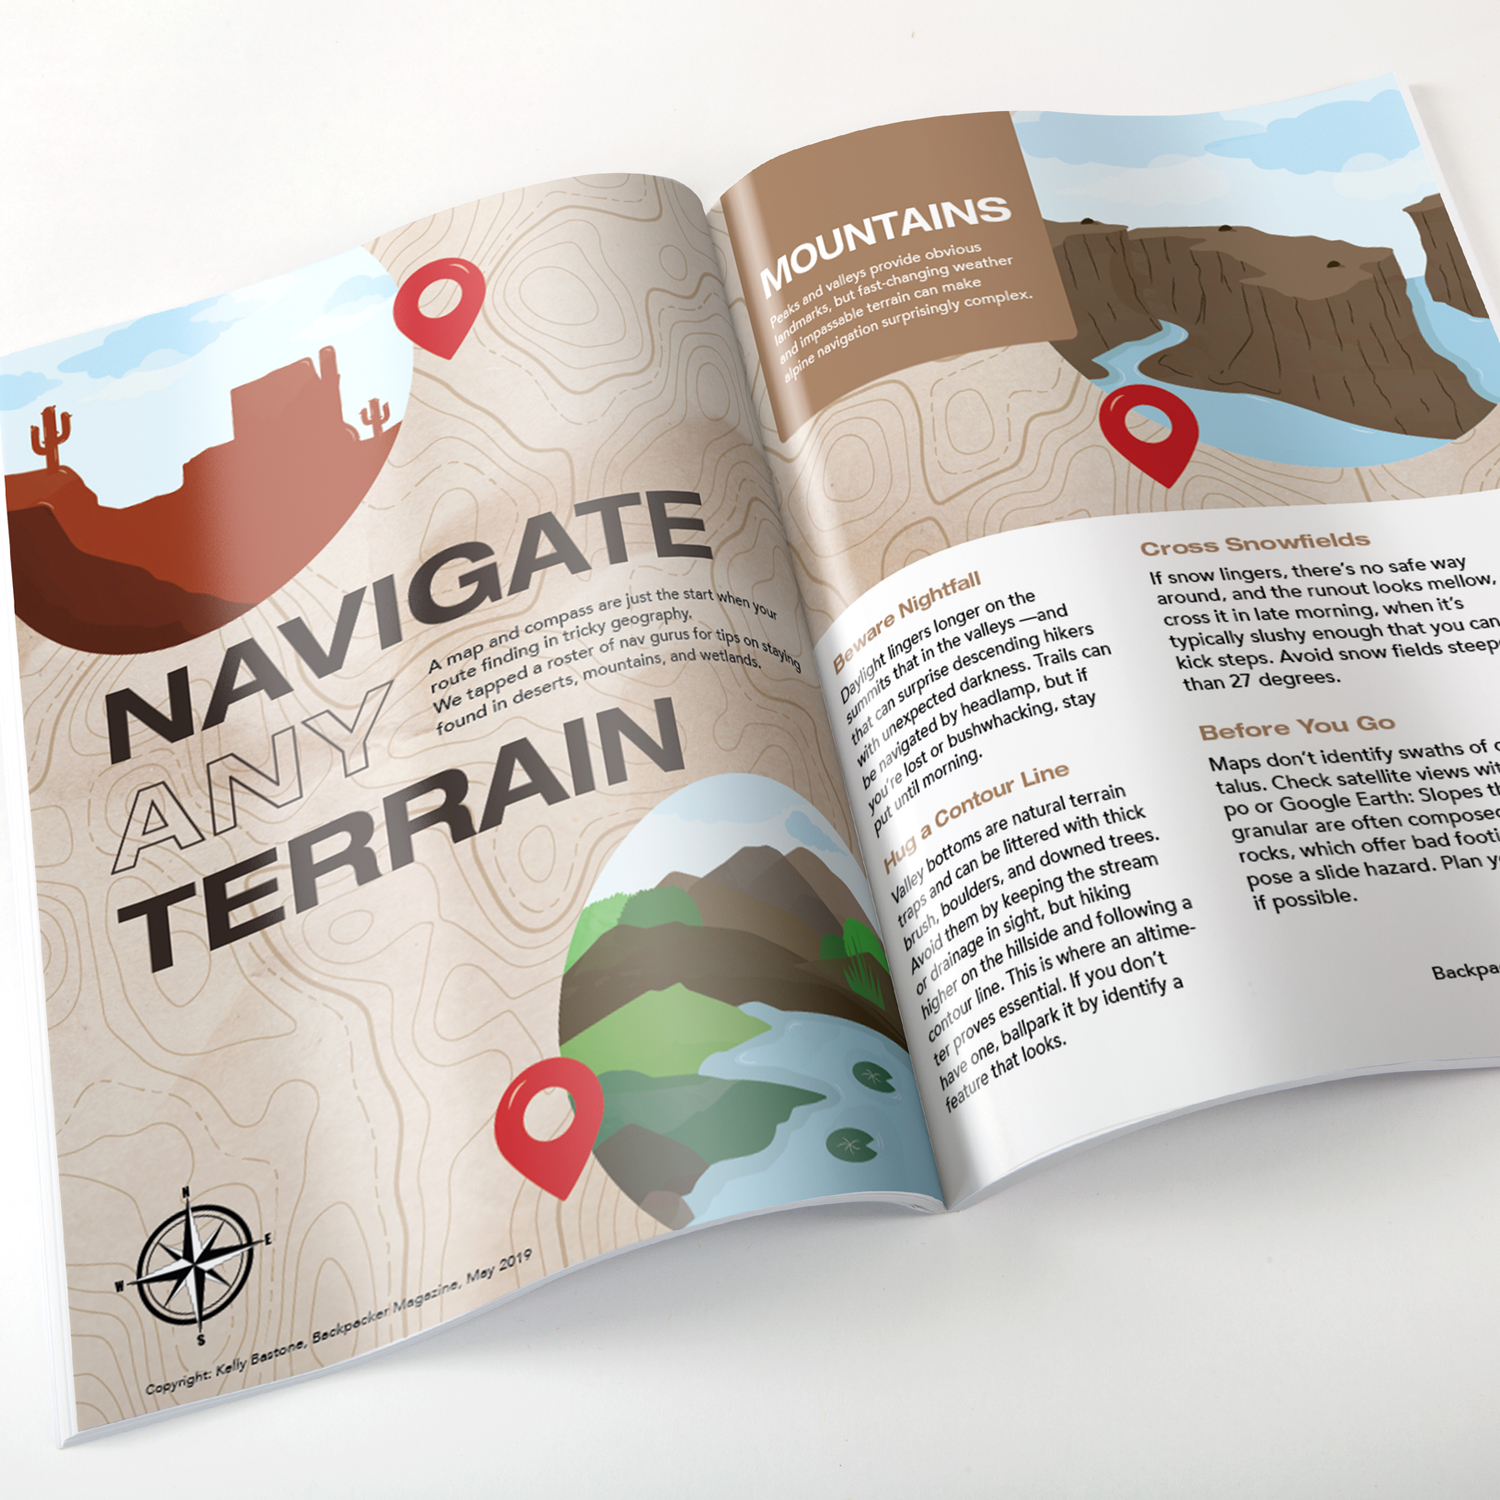 NAVIGATE
ANY
TERRAIN
A map and compass are just the start when your
route finding in tricky geography.
We tapped a roster of nav gurus for tips on staying
found in deserts, mountains, and wetlands.
N
E
W
S
Copyright: Kelly Bastone, Backpacker Magazine, May 2019
MOUNTAINS
Peaks and valleys provide obvious
landmarks, but fast-changing weather
and impassable terrain can make
alpine navigation surprisingly complex.
Beware Nightfall
Daylight lingers longer on the
summits that in the valleys —and
that can surprise descending hikers
with unexpected darkness. Trails can
be navigated by headlamp, but if
you're lost or bushwhacking, stay
put until morning.
Hug a Contour Line
Valley bottoms are natural terrain
traps and can be littered with thick
brush, boulders, and downed trees.
Avoid them by keeping the stream
or drainage in sight, but hiking
higher on the hillside and following a
contour line. This is where an altime-
ter proves essential. If you don't
have one, ballpark it by identify a
feature that looks.
Cross Snowfields
If snow lingers, there's no safe way
around, and the runout looks mellow,
cross it in late morning, when it's
typically slushy enough that you can
kick steps. Avoid snow fields steep
than 27 degrees.
Before You Go
Maps don't identify swaths of
talus. Check satellite views wit
po or Google Earth: Slopes th
granular are often compose
rocks, which offer bad footi
pose a slide hazard. Plan y
if possible.
Backpa